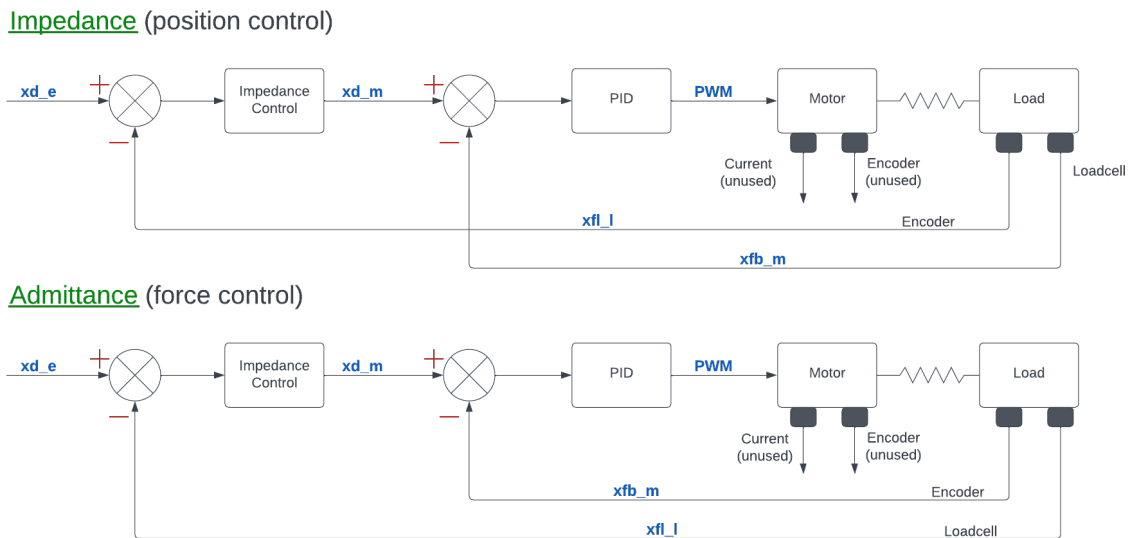 Impedance (position control)
xd_e
Impedance
Control
xd_m
PID
PWM
Motor
Load
Current
(unused)
Encoder
(unused)
Loadcell
xfl_l
Encoder
xfb_m
Admittance (force control)
xd_e
Impedance
Control
xd_m
PID
PWM
Motor
Load
Current
(unused)
Encoder
(unused)
xfb_m
Encoder
xfl_l
Loadcell